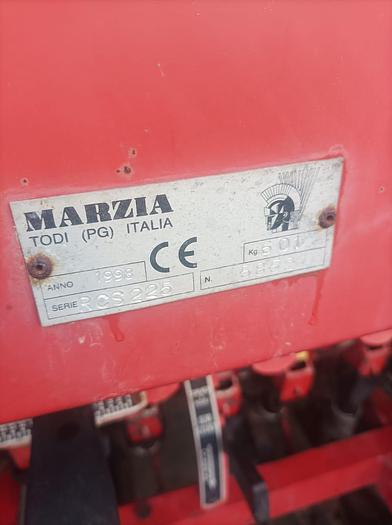 MARZIA
TODI (PG) ITALIA
ANNO 1998 CE Kg.
SERIE RCS 225 N.